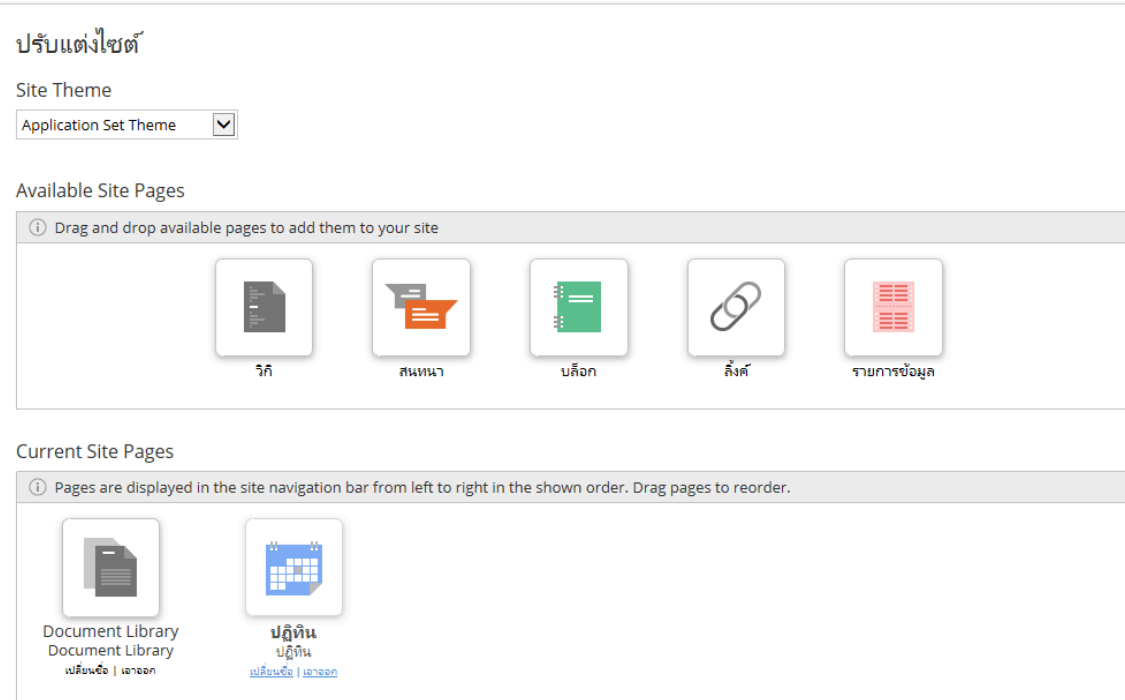 ปรับแต่งไซต์
Site Theme
Application Set Theme
Available Site Pages
Drag and drop available pages to add them to your site
วิกิ สนทนา บล็อก ลิ้งค์ รายการข้อมูล
Current Site Pages
Pages are displayed in the site navigation bar from left to right in the shown order. Drag pages to reorder.
Document Library ปฏิทิน
Document Library ปฏิทิน
เปลี่ยนชื่อ | เอาออก เปลี่ยนชื่อ | เอาออก